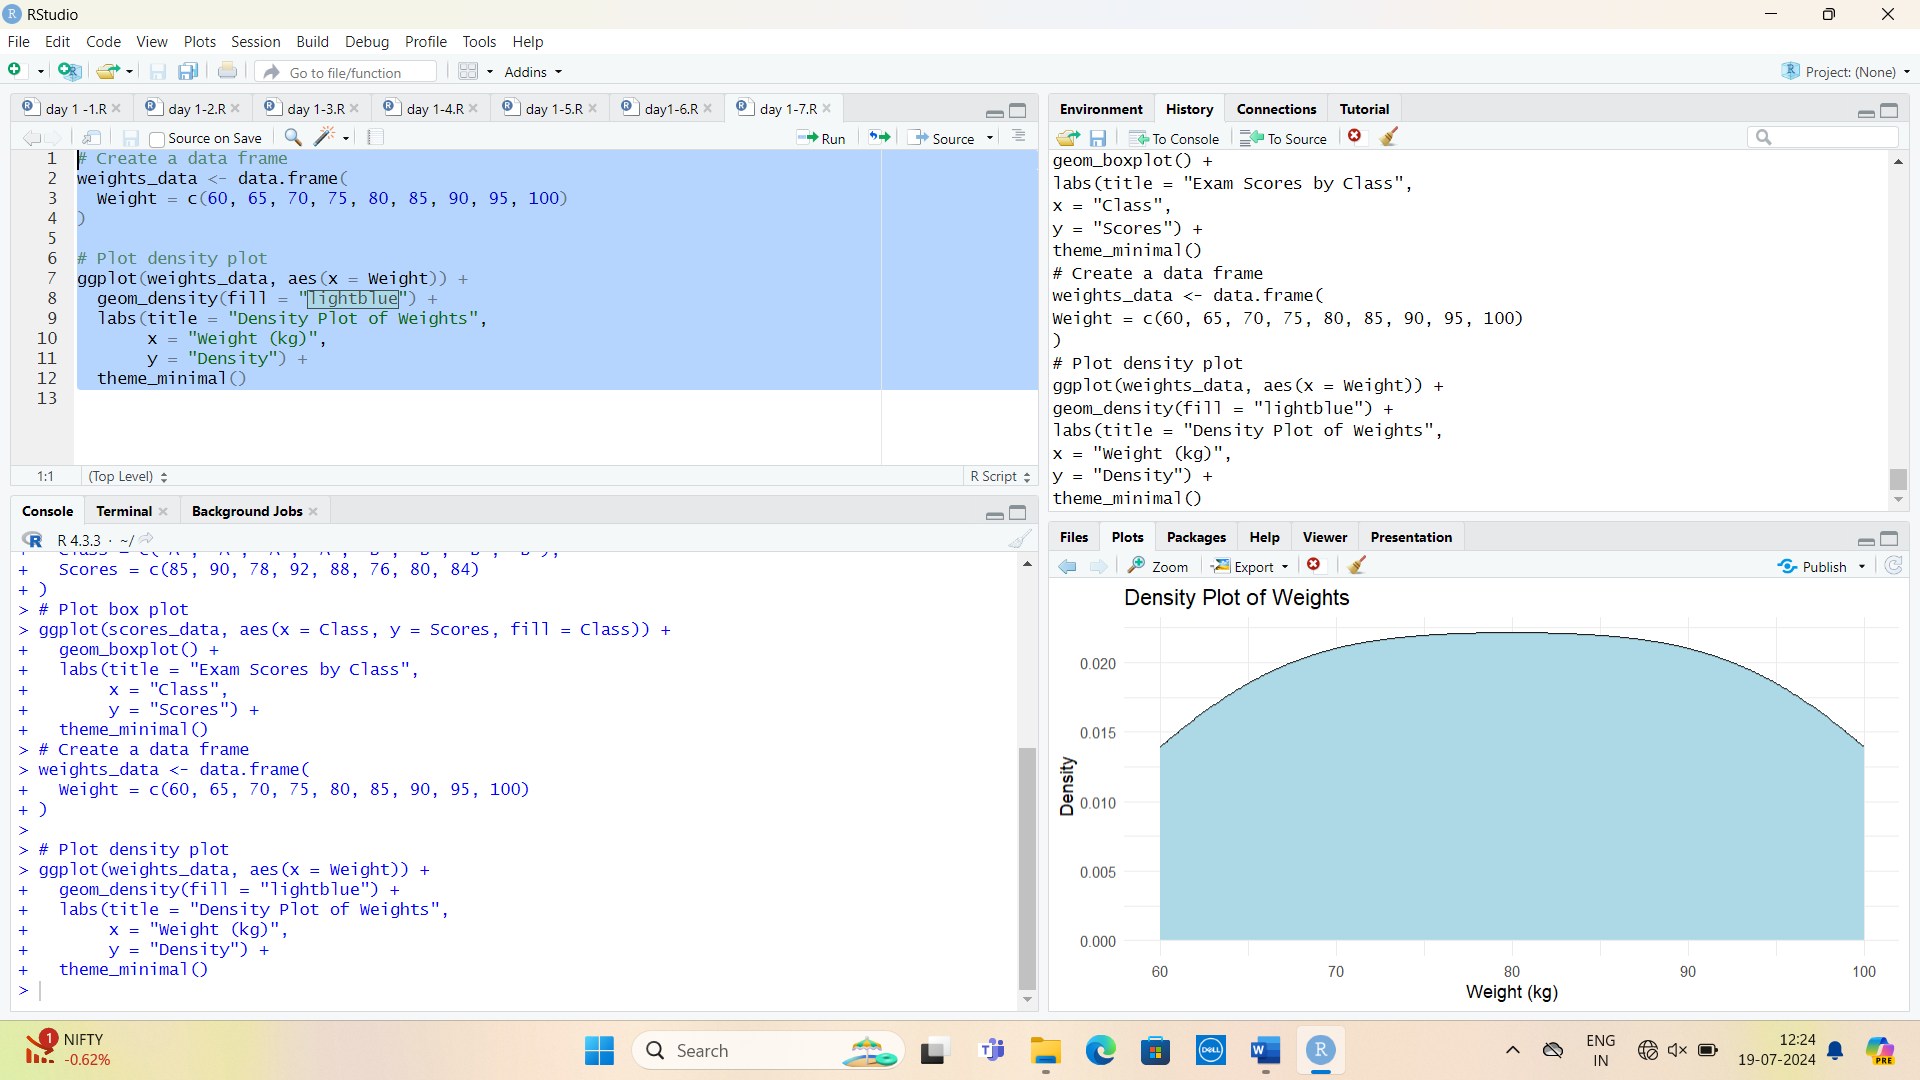 RStudio
File Edit Code View Plots Session Build Debug Profile Tools Help
Go to file/function
Addins
Project: (None)
day 1 -1.R
day 1-2.R
day 1-3.R
day 1-4.R
day 1-5.R
day1-6.R
day 1-7.R
Source on Save
Run
Source
1 # Create a data frame
2 weights_data <- data.frame(
3 Weight = c(60, 65, 70, 75, 80, 85, 90, 95, 100)
4 )
5
6 # Plot density plot
7 ggplot(weights_data, aes(x = Weight)) +
8 geom_density(fill = "lightblue") +
9 labs(title = "Density Plot of Weights",
10 x = "Weight (kg)",
11 y = "Density") +
12 theme_minimal()
13
1:1 (Top Level) R Script
Console Terminal Background Jobs
R 4.3.3 · ~/
+ Scores = c(85, 90, 78, 92, 88, 76, 80, 84)
+ )
> # Plot box plot
> ggplot(scores_data, aes(x = Class, y = Scores, fill = Class)) +
+ geom_boxplot() +
+ labs(title = "Exam Scores by Class",
+ x = "Class",
+ y = "Scores") +
+ theme_minimal()
> # Create a data frame
> weights_data <- data.frame(
+ Weight = c(60, 65, 70, 75, 80, 85, 90, 95, 100)
+ )
>
> # Plot density plot
> ggplot(weights_data, aes(x = Weight)) +
+ geom_density(fill = "lightblue") +
+ labs(title = "Density Plot of Weights",
+ x = "Weight (kg)",
+ y = "Density") +
+ theme_minimal()
>
Environment History Connections Tutorial
To Console To Source
geom_boxplot() +
labs(title = "Exam Scores by Class",
x = "Class",
y = "Scores") +
theme_minimal()
# Create a data frame
weights_data <- data.frame(
Weight = c(60, 65, 70, 75, 80, 85, 90, 95, 100)
)
# Plot density plot
ggplot(weights_data, aes(x = Weight)) +
geom_density(fill = "lightblue") +
labs(title = "Density Plot of Weights",
x = "Weight (kg)",
y = "Density") +
theme_minimal()
Files Plots Packages Help Viewer Presentation
Zoom Export Publish
Density Plot of Weights
0.020
0.015
0.010
0.005
0.000
Density
60 70 80 90 100
Weight (kg)
1
NIFTY
-0.62%
Search
DELL
W
R
ENG
IN
12:24
19-07-2024
PRE